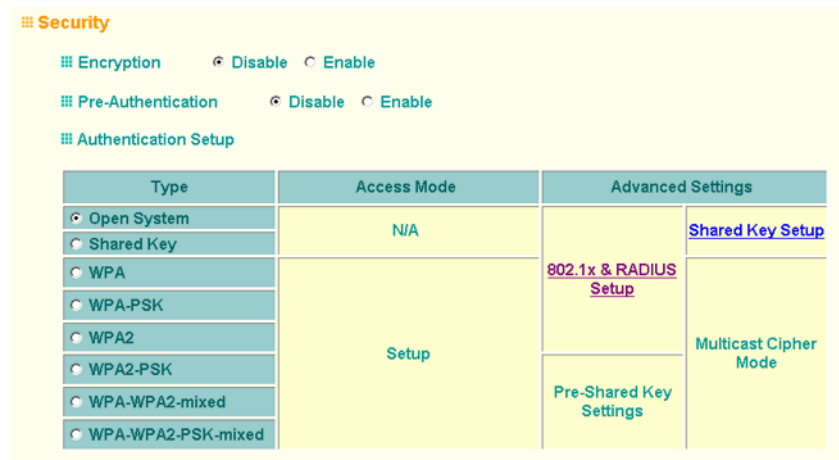 Security
Encryption Disable Enable
Pre-Authentication Disable Enable
Authentication Setup
Type Access Mode Advanced Settings
Open System
Shared Key
N/A
Shared Key Setup
WPA
WPA-PSK
WPA2
WPA2-PSK
WPA-WPA2-mixed
WPA-WPA2-PSK-mixed
Setup
802.1x & RADIUS
Setup
Pre-Shared Key
Settings
Multicast Cipher
Mode